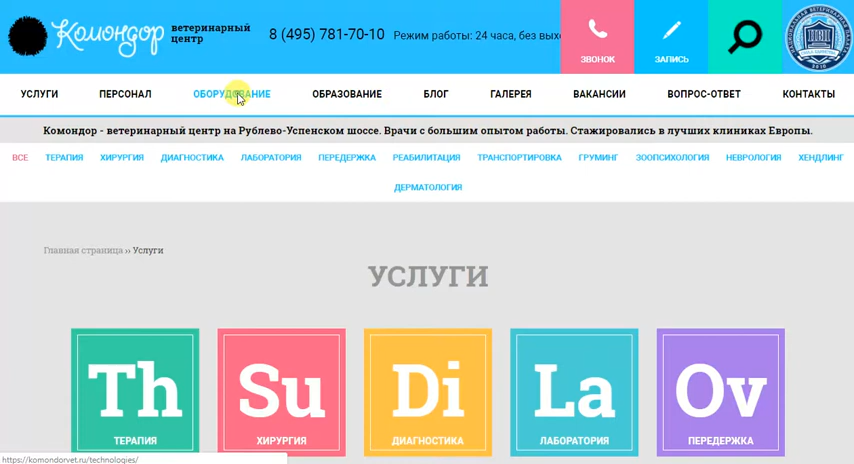 Комондор
ветеринарный
центр
8 (495) 781-70-10 Режим работы: 24 часа, без вых
ЗВОНОК
ЗАПИСЬ
УСЛУГИ ПЕРСОНАЛ ОБОРУДОВАНИЕ ОБРАЗОВАНИЕ БЛОГ ГАЛЕРЕЯ ВАКАНСИИ ВОПРОС-ОТВЕТ КОНТАКТЫ
Комондор - ветеринарный центр на Рублево-Успенском шоссе. Врачи с большим опытом работы. Стажировались в лучших клиниках Европы.
ВСЕ ТЕРАПИЯ ХИРУРГИЯ ДИАГНОСТИКА ЛАБОРАТОРИЯ ПЕРЕДЕРЖКА РЕАБИЛИТАЦИЯ ТРАНСПОРТИРОВКА ГРУМИНГ ЗООПСИХОЛОГИЯ НЕВРОЛОГИЯ ХЕНДЛИНГ
ДЕРМАТОЛОГИЯ
Главная страница ›› Услуги
УСЛУГИ
Th Su Di La Ov
ТЕРАПИЯ ХИРУРГИЯ ДИАГНОСТИКА ЛАБОРАТОРИЯ ПЕРЕДЕРЖКА
https://komondorvet.ru/technologies/